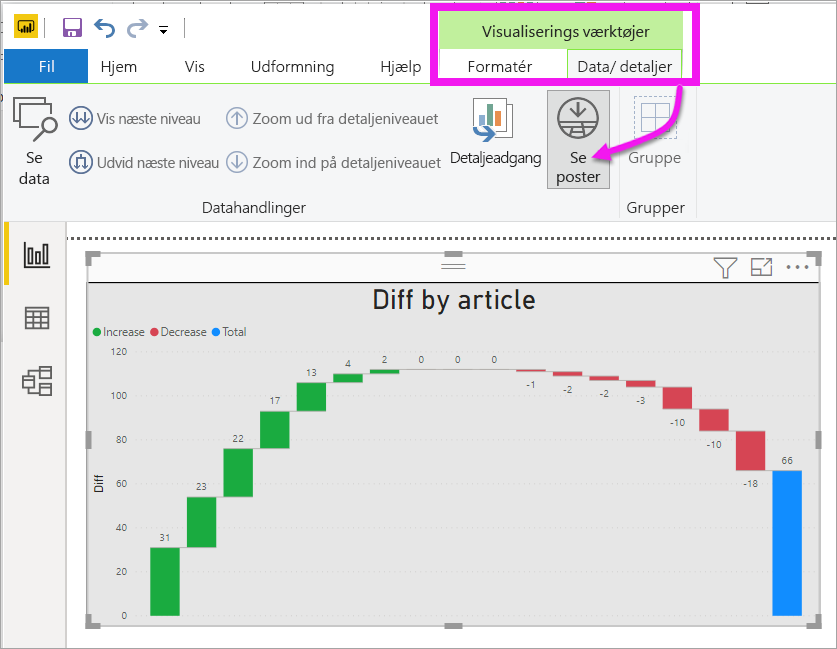 Visualiserings værktøjer
Fil
Hjem
Vis
Udformning
Hjælp
Formatér
Data/ detaljer
Se
data
Vis næste niveau
Udvid næste niveau
Zoom ud fra detaljeniveauet
Zoom ind på detaljeniveauet
Detaljeadgang
Se
poster
Gruppe
Datahandlinger
Grupper
Diff by article
Increase
Decrease
Total
120
100
80
60
40
20
0
Diff
31
23
22
17
13
4
2
0
0
0
-1
-2
-2
-3
-10
-10
-18
66